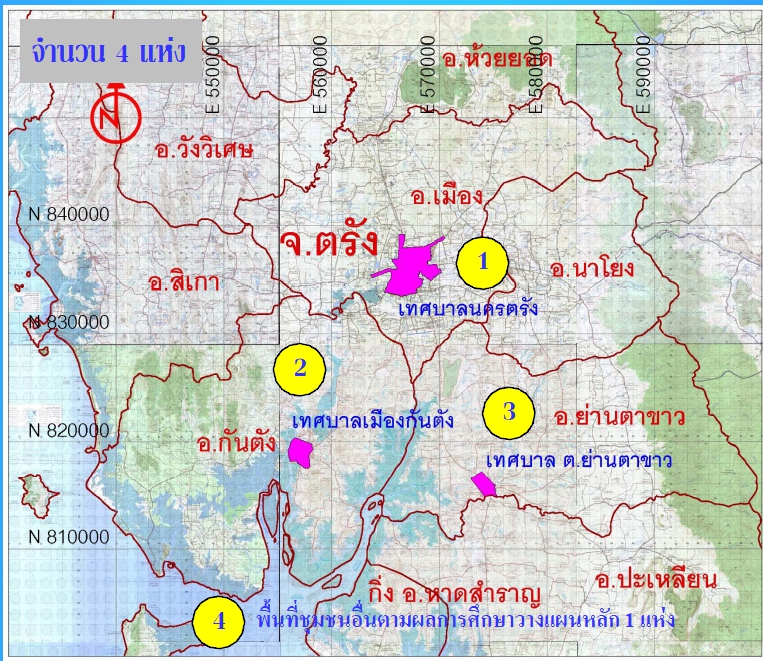 จำนวน 4 แห่ง
E 550000
E 560000
E 570000
E 580000
E 590000
อ.ห้วยยอด
N
อ.วังวิเศษ
อ.เมือง
N 840000
จ.ตรัง
1
อ.นาโยง
อ.สิเกา
เทศบาลนครตรัง
N 830000
2
3
เทศบาลเมืองกันตัง
อ.ย่านตาขาว
N 820000
อ.กันตัง
เทศบาล ต.ย่านตาขาว
N 810000
กิ่ง อ.หาดสำราญ
อ.ปะเหลียน
4
พื้นที่ชุมชนอื่นตามผลการศึกษาวางแผนหลัก 1 แห่ง